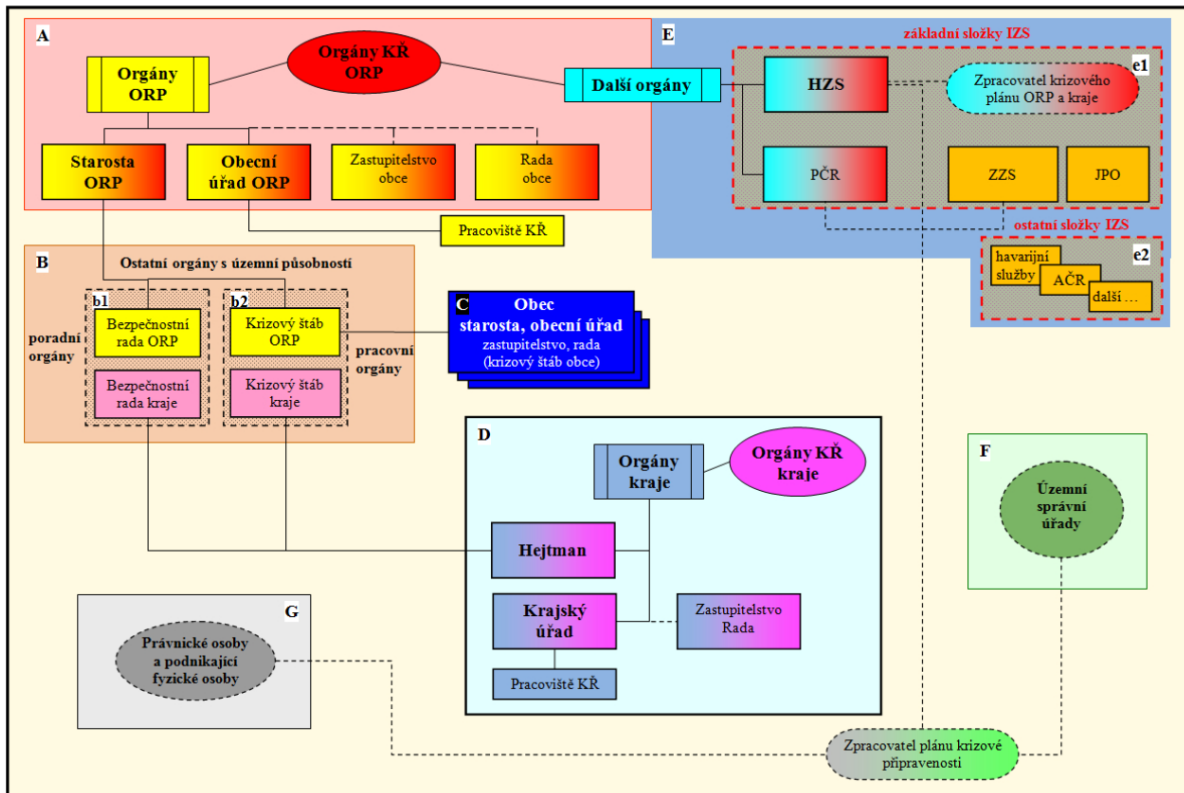 A
Orgány
ORP
Orgány KŘ
ORP
Další orgány
Starosta
ORP
Obecní
úřad ORP
Zastupitelstvo
obce
Rada
obce
Pracoviště KŘ
E
základní složky IZS
e1
HZS
Zpracovatel krizového
plánu ORP a kraje
PČR
ZZS
JPO
ostatní složky IZS
e2
havarijní
služby
AČR
další ...
B
Ostatní orgány s územní působností
b1
b2
poradní
orgány
Bezpečnostní
rada ORP
Krizový štáb
ORP
pracovní
orgány
Bezpečnostní
rada kraje
Krizový štáb
kraje
C
Obec
starosta, obecní úřad
zastupitelstvo, rada
(krizový štáb obce)
D
Orgány
kraje
Orgány KŘ
kraje
Hejtman
Krajský
úřad
Zastupitelstvo
Rada
Pracoviště KŘ
F
Územní
správní
úřady
G
Právnické osoby
a podnikající
fyzické osoby
Zpracovatel plánu krizové
připravenosti